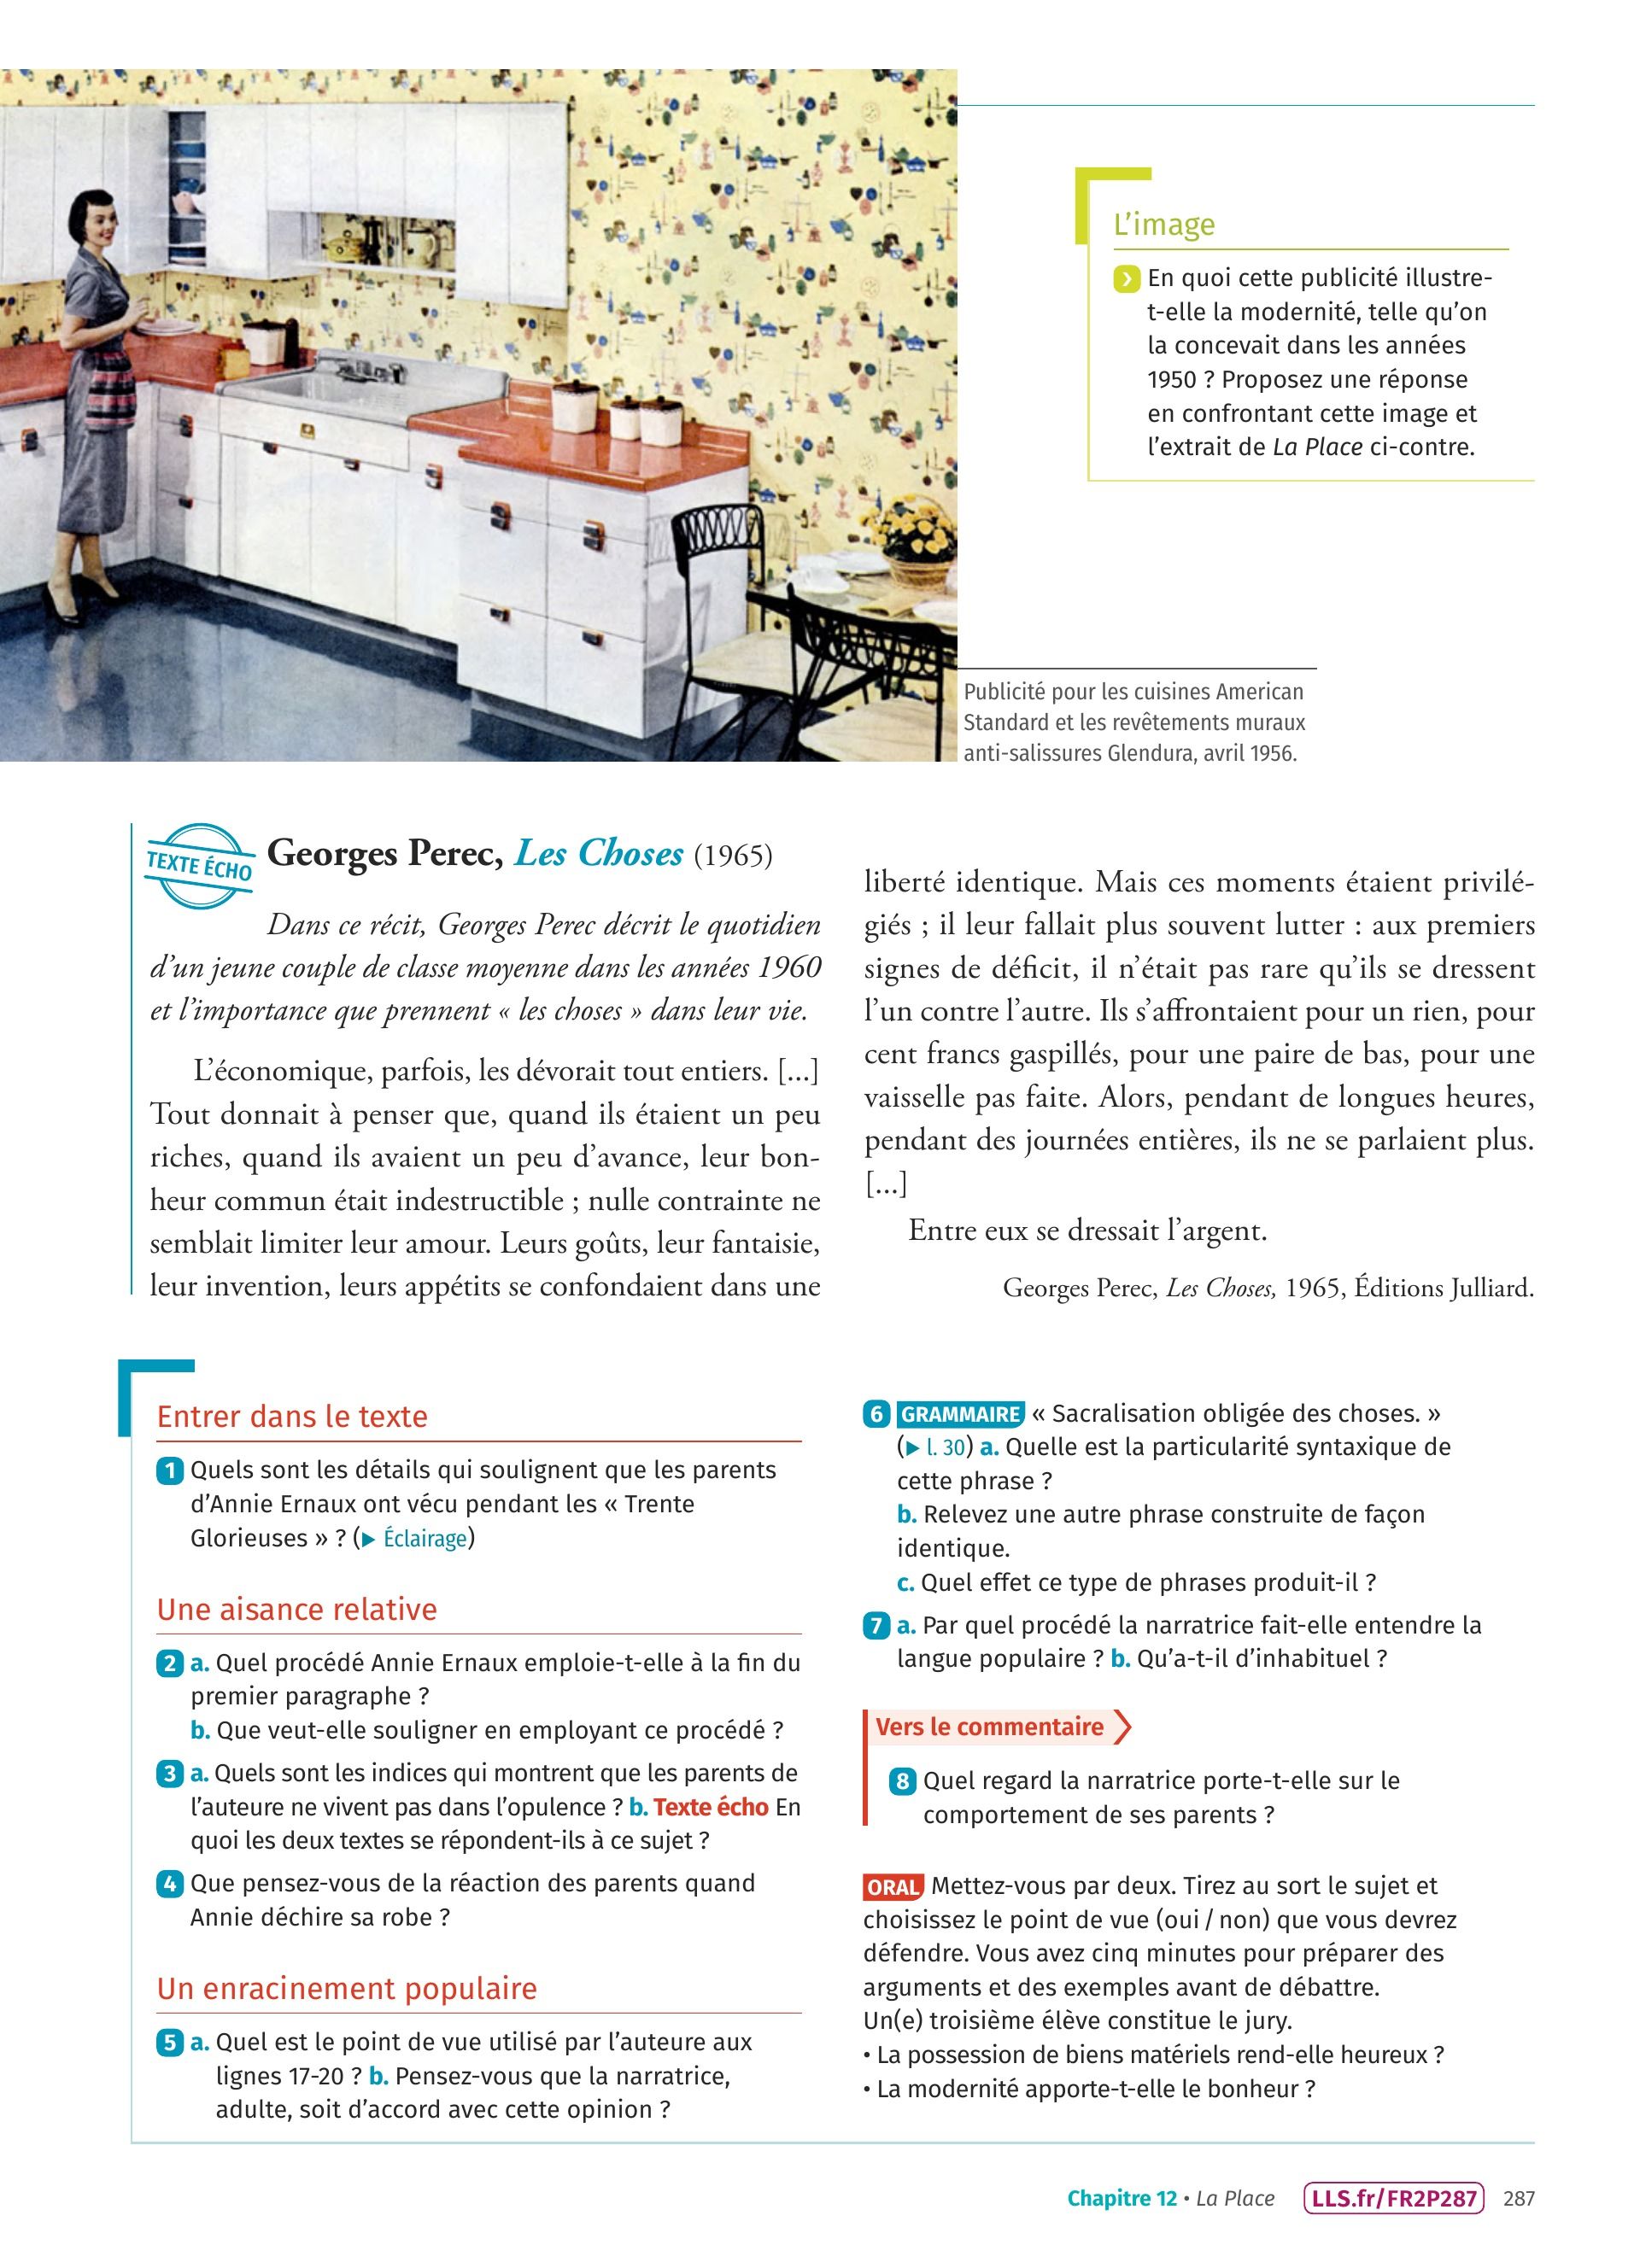 L'image
› En quoi cette publicité illustre-
t-elle la modernité, telle qu'on
la concevait dans les années
1950 ? Proposez une réponse
en confrontant cette image et
l'extrait de La Place ci-contre.
Publicité pour les cuisines American
Standard et les revêtements muraux
anti-salissures Glendura, avril 1956.
TEXTE ÉCHO
Georges Perec, Les Choses (1965)
Dans ce récit, Georges Perec décrit le quotidien
d'un jeune couple de classe moyenne dans les années 1960
et l'importance que prennent « les choses » dans leur vie.
L'économique, parfois, les dévorait tout entiers. [...]
Tout donnait à penser que, quand ils étaient un peu
riches, quand ils avaient un peu d'avance, leur bon-
heur commun était indestructible ; nulle contrainte ne
semblait limiter leur amour. Leurs goûts, leur fantaisie,
leur invention, leurs appétits se confondaient dans une
liberté identique. Mais ces moments étaient privilé-
giés ; il leur fallait plus souvent lutter : aux premiers
signes de déficit, il n'était pas rare qu'ils se dressent
l'un contre l'autre. Ils s'affrontaient pour un rien, pour
cent francs gaspillés, pour une paire de bas, pour une
vaisselle pas faite. Alors, pendant de longues heures,
pendant des journées entières, ils ne se parlaient plus.
[...]
Entre eux se dressait l'argent.
Georges Perec, Les Choses, 1965, Éditions Julliard.
Entrer dans le texte
1 Quels sont les détails qui soulignent que les parents
d'Annie Ernaux ont vécu pendant les « Trente
Glorieuses » ? (▶ Éclairage)
Une aisance relative
2 a. Quel procédé Annie Ernaux emploie-t-elle à la fin du
premier paragraphe ?
b. Que veut-elle souligner en employant ce procédé ?
3 a. Quels sont les indices qui montrent que les parents de
l'auteure ne vivent pas dans l'opulence ? b. Texte écho En
quoi les deux textes se répondent-ils à ce sujet ?
4 Que pensez-vous de la réaction des parents quand
Annie déchire sa robe ?
Un enracinement populaire
5 a. Quel est le point de vue utilisé par l'auteure aux
lignes 17-20 ? b. Pensez-vous que la narratrice,
adulte, soit d'accord avec cette opinion ?
6 GRAMMAIRE « Sacralisation obligée des choses. »
(▶ l. 30) a. Quelle est la particularité syntaxique de
cette phrase ?
b. Relevez une autre phrase construite de façon
identique.
c. Quel effet ce type de phrases produit-il ?
7 a. Par quel procédé la narratrice fait-elle entendre la
langue populaire ? b. Qu'a-t-il d'inhabituel ?
Vers le commentaire
8 Quel regard la narratrice porte-t-elle sur le
comportement de ses parents ?
ORAL Mettez-vous par deux. Tirez au sort le sujet et
choisissez le point de vue (oui / non) que vous devrez
défendre. Vous avez cinq minutes pour préparer des
arguments et des exemples avant de débattre.
Un(e) troisième élève constitue le jury.
• La possession de biens matériels rend-elle heureux ?
• La modernité apporte-t-elle le bonheur ?
Chapitre 12 • La Place LLS.fr/FR2P287 287